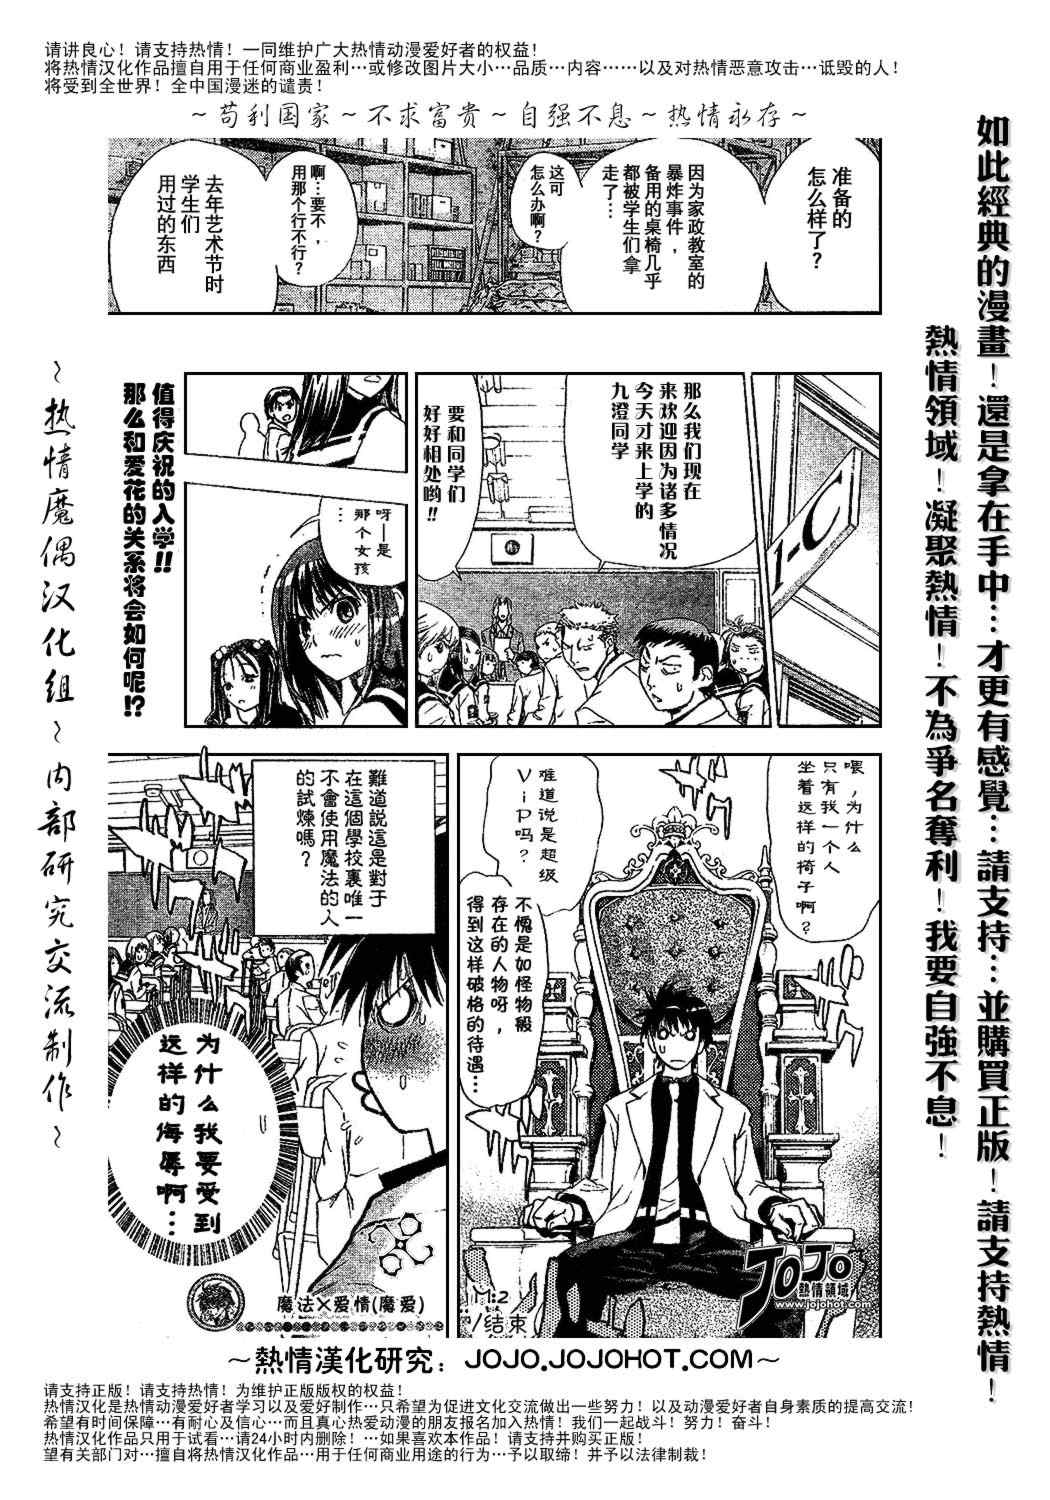 请讲良心！请支持热情！一同维护广大热情动漫爱好者的权益！
将热情汉化作品擅自用于任何商业盈利…或修改图片大小…品质…内容……以及对热情恶意攻击…诋毁的人！
将受到全世界！全中国漫迷的谴责！
～苟利国家～不求富贵～自强不息～热情永存～
如此經典的漫畫！還是拿在手中…才更有感覺…請支持…並購買正版！請支持熱情！
熱情領域！凝聚熱情！不為爭名奪利！我要自強不息！
准备的
怎么样了？
因为家政教室的
暴炸事件，
备用的桌椅几乎
都被学生们拿
走了…
这可
怎么办啊？
啊…要不，
用那个行不行？
去年艺术节时
学生们
用过的东西
1-C
那么我们现在
来欢迎因为诸多情况
今天才来上学的
九澄同学
要和同学们
好好相处哟!!
呀—是
那个女孩
…
值得庆祝的入学!!
那么和爱花的关系将会如何呢!?
～热情魔偶汉化组～内部研究交流制作～
喂，为什么
只有我一个人
坐着这样的椅子啊？
难道说是超级
ViP吗？
不愧是如怪物般
存在的人物呀，
得到这样破格的待遇…
難道説這是對于
在這個學校裏唯一
不會使用魔法的人
的試煉嗎？
为什么我要受到
这样的侮辱啊…
魔法×爱情(魔爱)
/结束
JOJO
熱情領域
www.jojohot.com
～熱情漢化研究：JOJO.JOJOHOT.COM～
请支持正版！请支持热情！为维护正版版权的权益！
热情汉化是热情动漫爱好者学习以及爱好制作…只希望为促进文化交流做出一些努力！以及动漫爱好者自身素质的提高交流！
希望有时间保障…有耐心及信心…而且真心热爱动漫的朋友报名加入热情！我们一起战斗！努力！奋斗！
热情汉化作品只用于试看…请24小时内删除！…如果喜欢本作品！请支持并购买正版！
望有关部门对…擅自将热情汉化作品…用于任何商业用途的行为…予以取缔！并予以法律制裁！